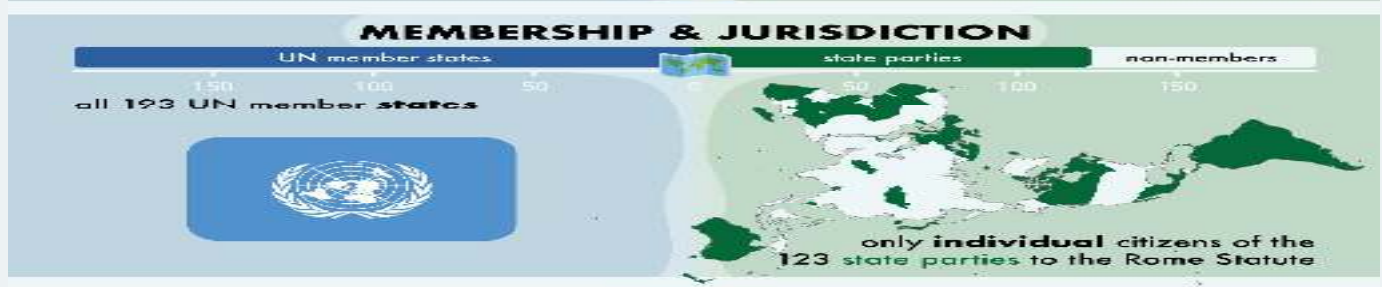 MEMBERSHIP & JURISDICTION
UN member states
state parties
non-members
150 100 50 0 50 100 150
all 193 UN member states
only individual citizens of the
123 state parties to the Rome Statute